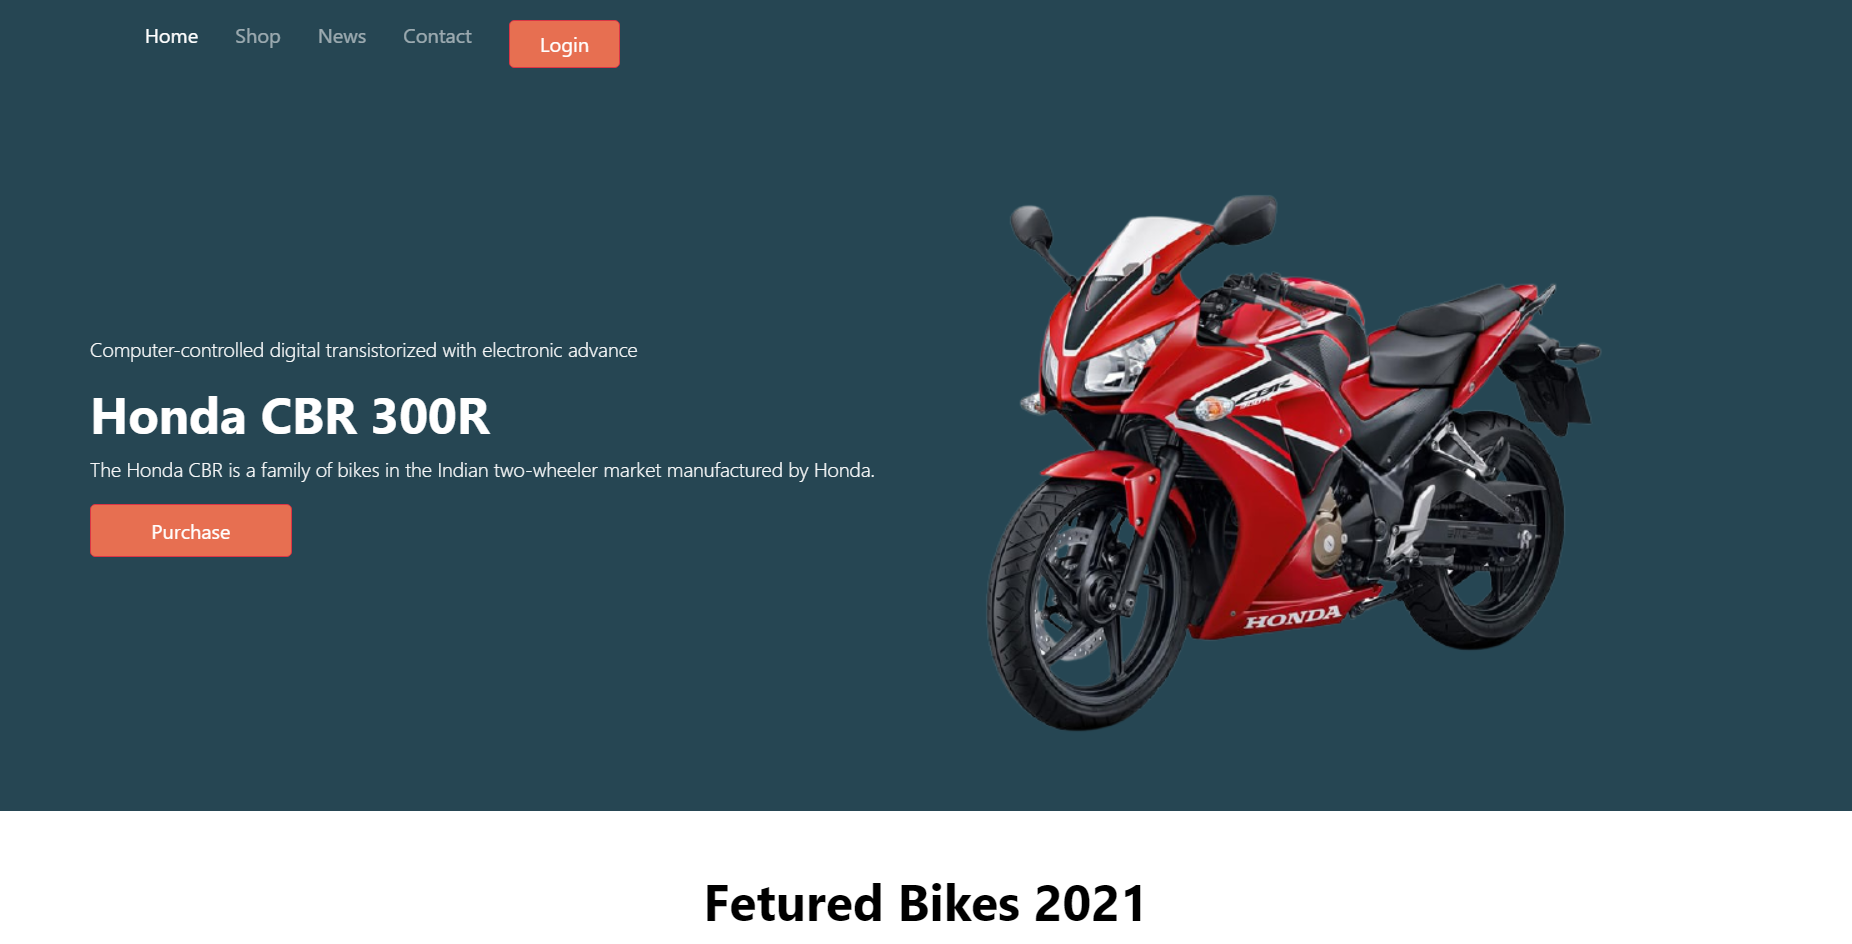 Home Shop News Contact Login
Computer-controlled digital transistorized with electronic advance
Honda CBR 300R
The Honda CBR is a family of bikes in the Indian two-wheeler market manufactured by Honda.
Purchase
CBR
HONDA
Fetured Bikes 2021